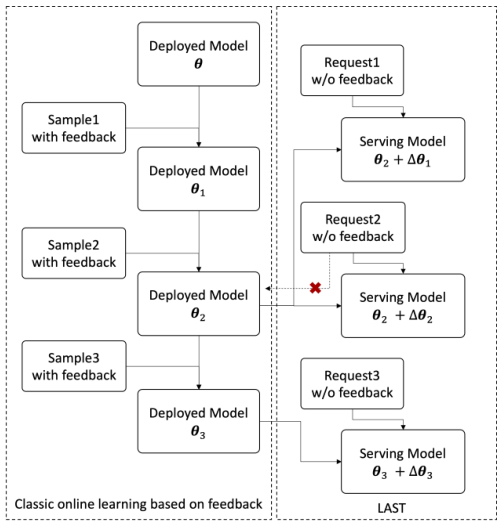 Deployed Model
θ
Sample1
with feedback
Deployed Model
θ₁
Sample2
with feedback
Deployed Model
θ₂
Sample3
with feedback
Deployed Model
θ₃
Classic online learning based on feedback
Request1
w/o feedback
Serving Model
θ₂ + Δθ₁
Request2
w/o feedback
Serving Model
θ₂ + Δθ₂
Request3
w/o feedback
Serving Model
θ₃ + Δθ₃
LAST